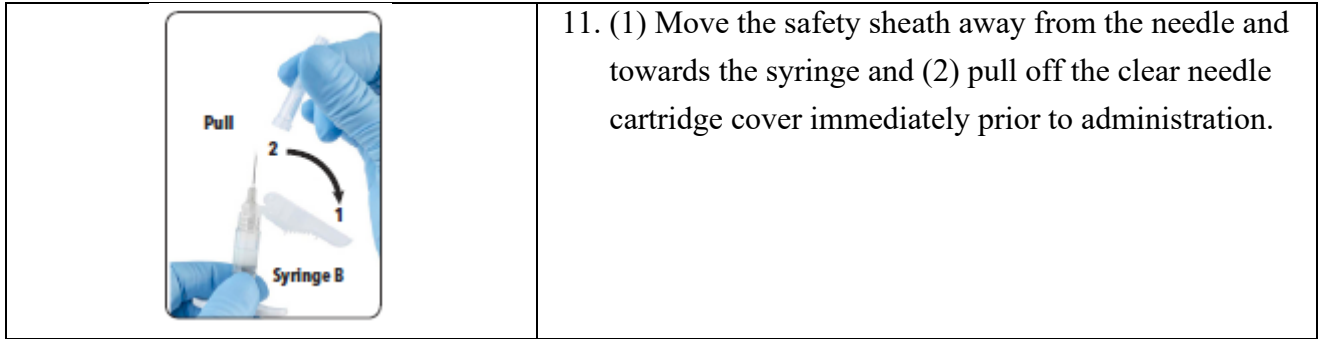 Pull
2
1
Syringe B
11. (1) Move the safety sheath away from the needle and
towards the syringe and (2) pull off the clear needle
cartridge cover immediately prior to administration.